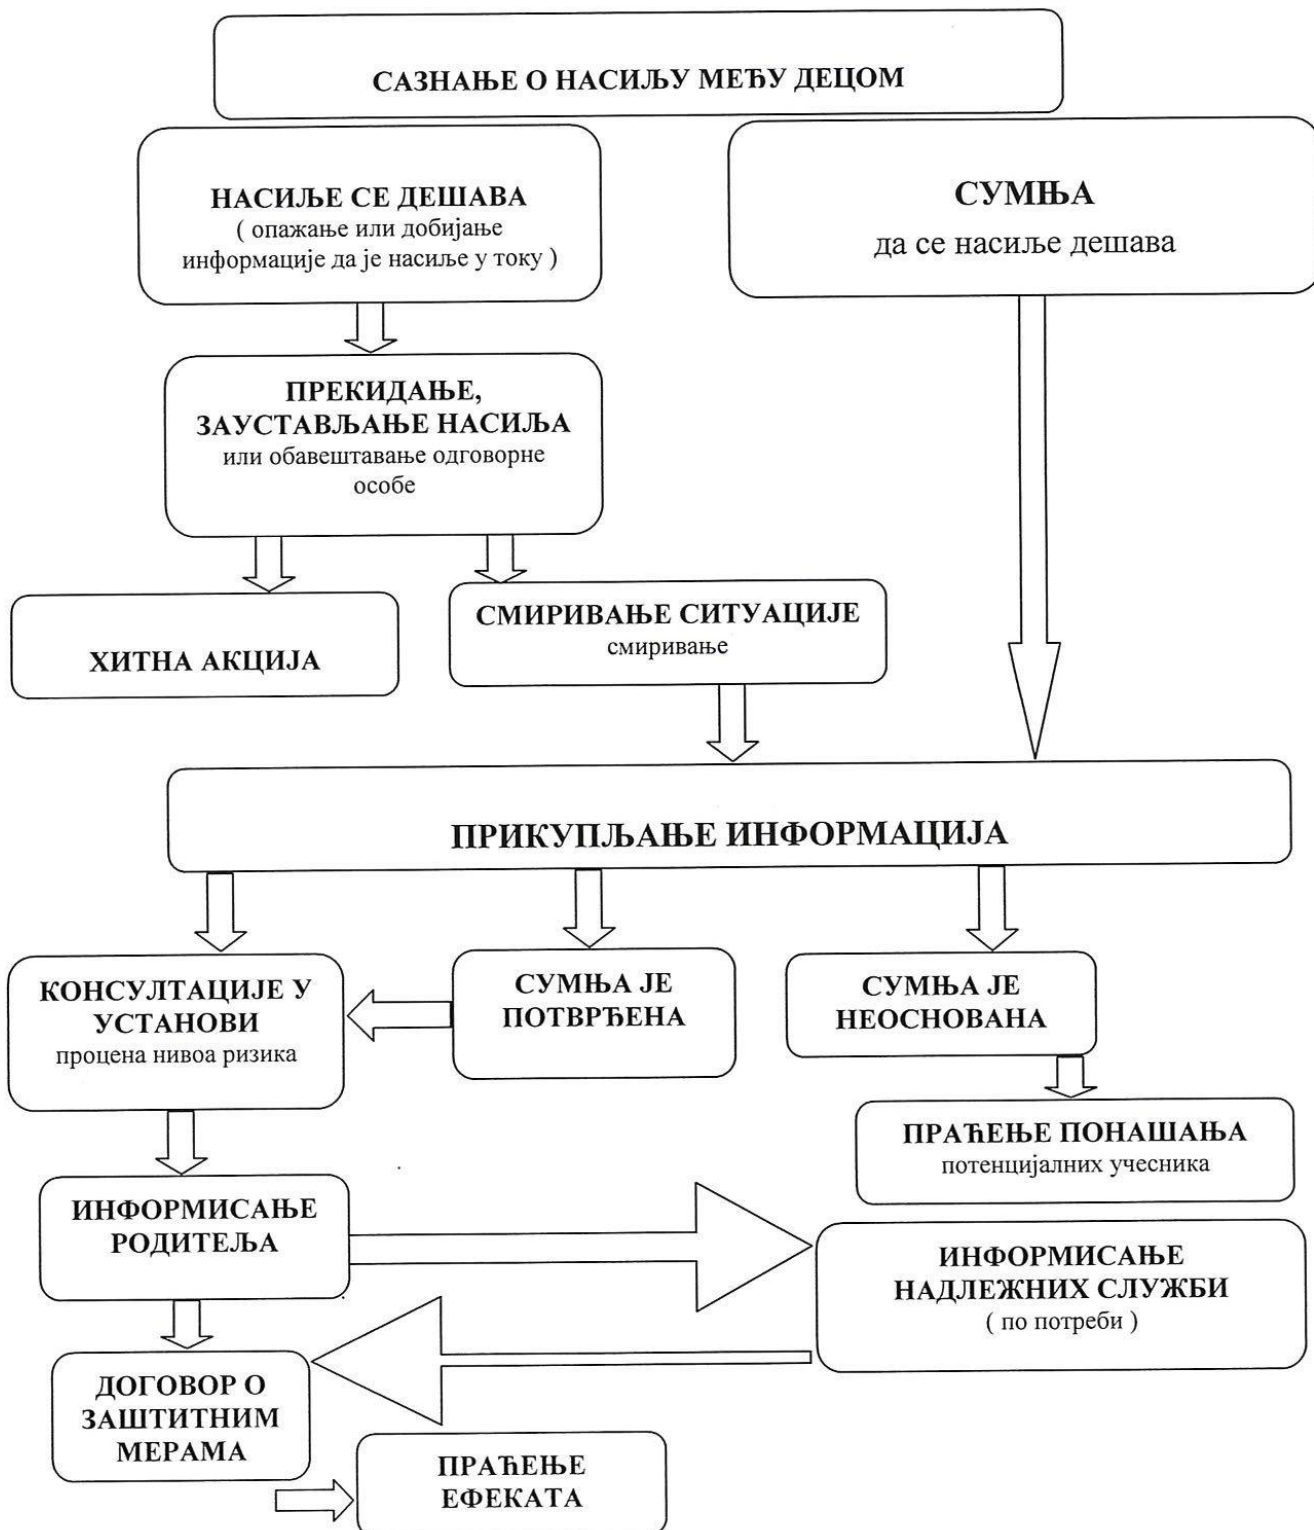 САЗНАЊЕ О НАСИЉУ МЕЂУ ДЕЦОМ
НАСИЉЕ СЕ ДЕШАВА
( опажање или добијање
информације да је насиље у току )
СУМЊА
да се насиље дешава
ПРЕКИДАЊЕ,
ЗАУСТАВЉАЊЕ НАСИЉА
или обавештавање одговорне
особе
ХИТНА АКЦИЈА
СМИРИВАЊЕ СИТУАЦИЈЕ
смиривање
ПРИКУПЉАЊЕ ИНФОРМАЦИЈА
КОНСУЛТАЦИЈЕ У
УСТАНОВИ
процена нивоа ризика
СУМЊА ЈЕ
ПОТВРЂЕНА
СУМЊА ЈЕ
НЕОСНОВАНА
ПРАЋЕЊЕ ПОНАШАЊА
потенцијалних учесника
ИНФОРМИСАЊЕ
РОДИТЕЉА
ИНФОРМИСАЊЕ
НАДЛЕЖНИХ СЛУЖБИ
( по потреби )
ДОГОВОР О
ЗАШТИТНИМ
МЕРАМА
ПРАЋЕЊЕ
ЕФЕКАТА